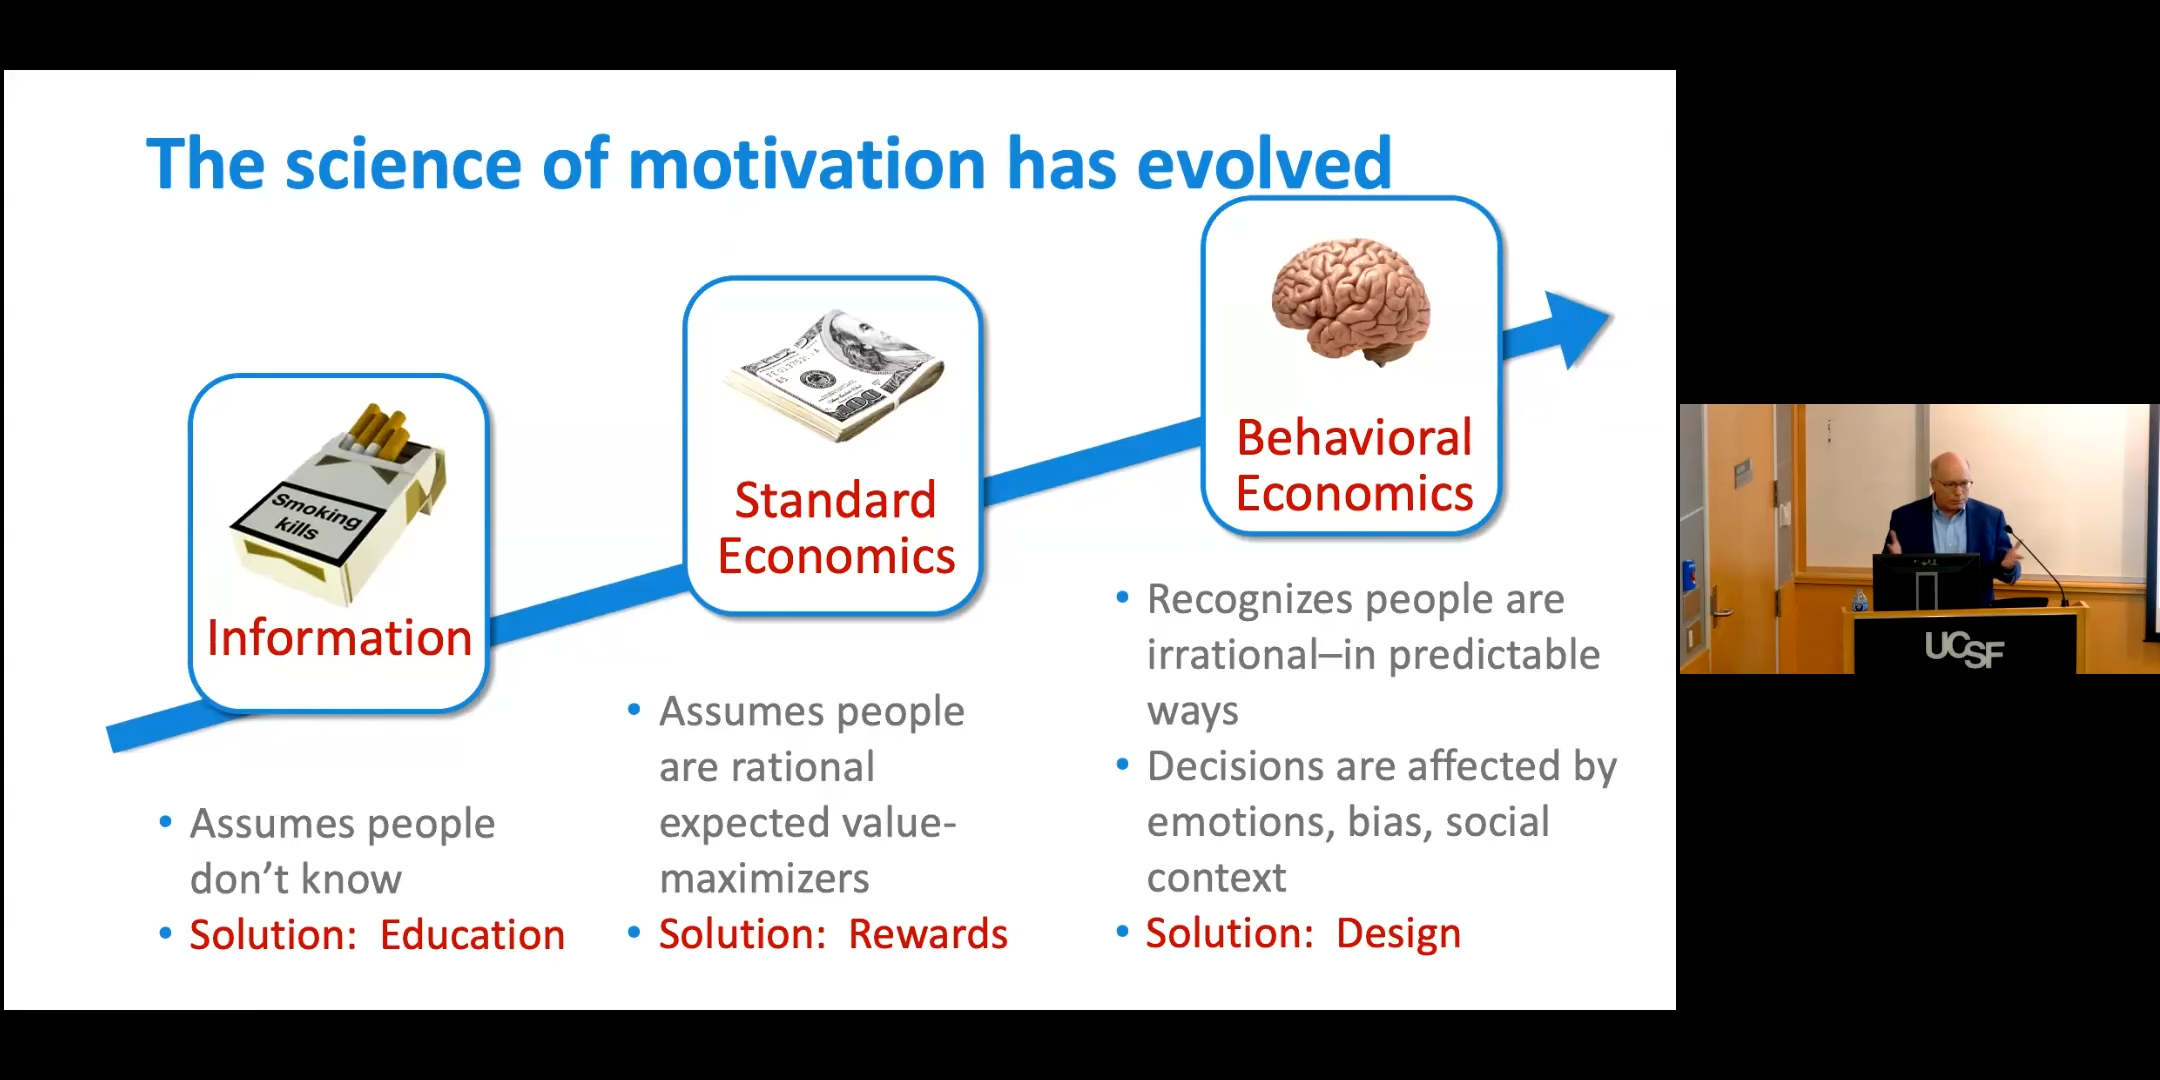 The science of motivation has evolved
Smoking
kills
Information
Standard
Economics
Behavioral
Economics
• Assumes people
don’t know
• Solution: Education
• Assumes people
are rational
expected value-
maximizers
• Solution: Rewards
• Recognizes people are
irrational–in predictable
ways
• Decisions are affected by
emotions, bias, social
context
• Solution: Design
UCSF